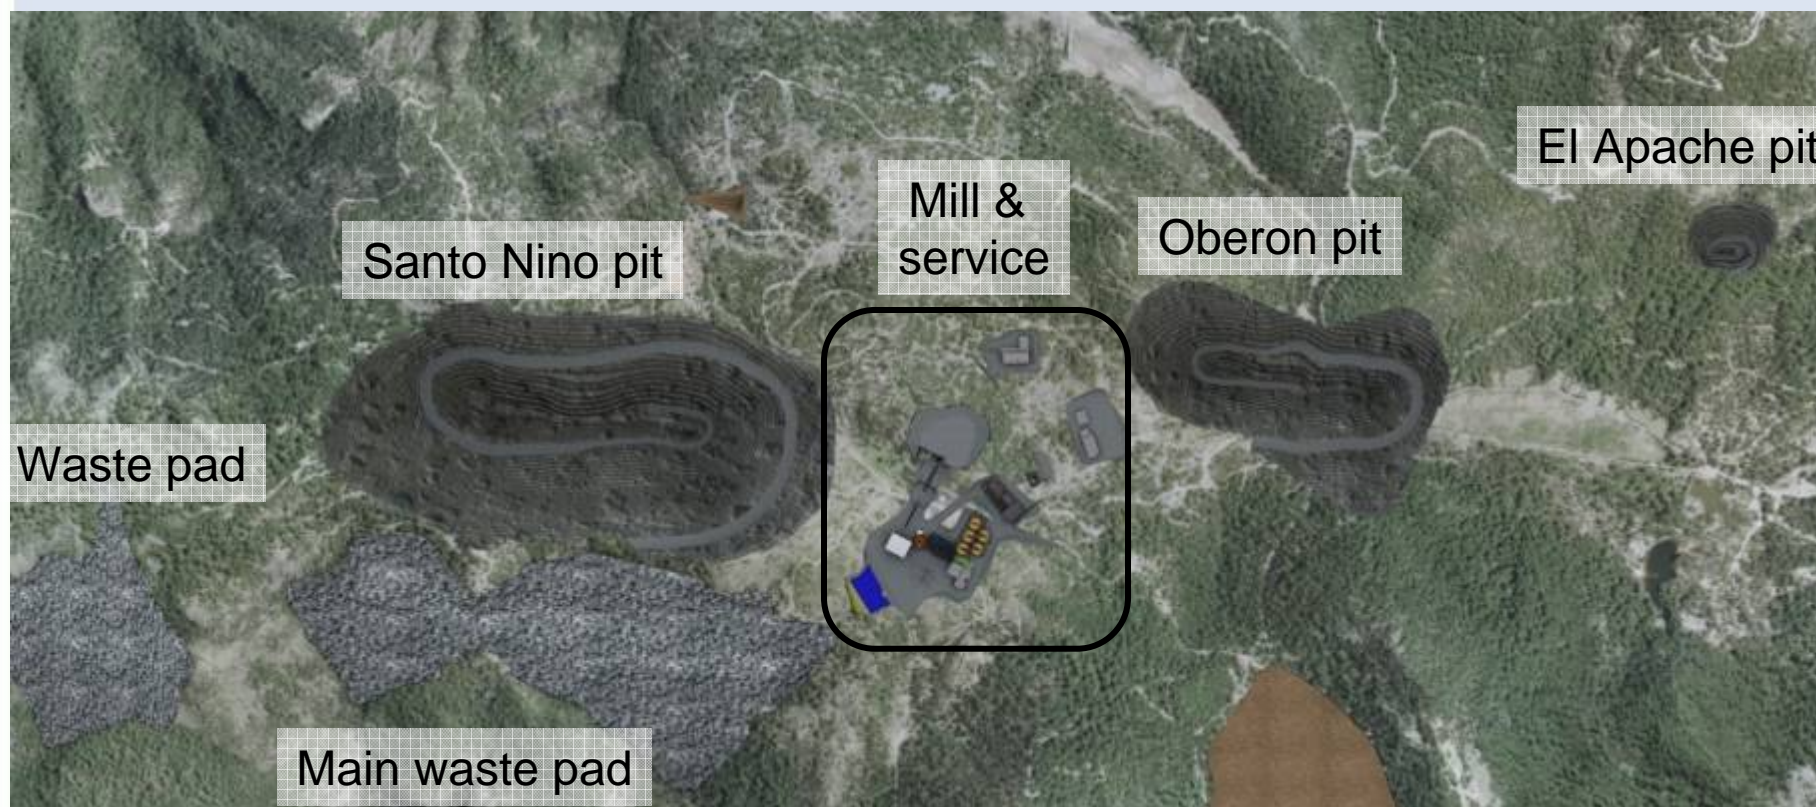 El Apache pit
Mill &
service
Oberon pit
Santo Nino pit
Waste pad
Main waste pad